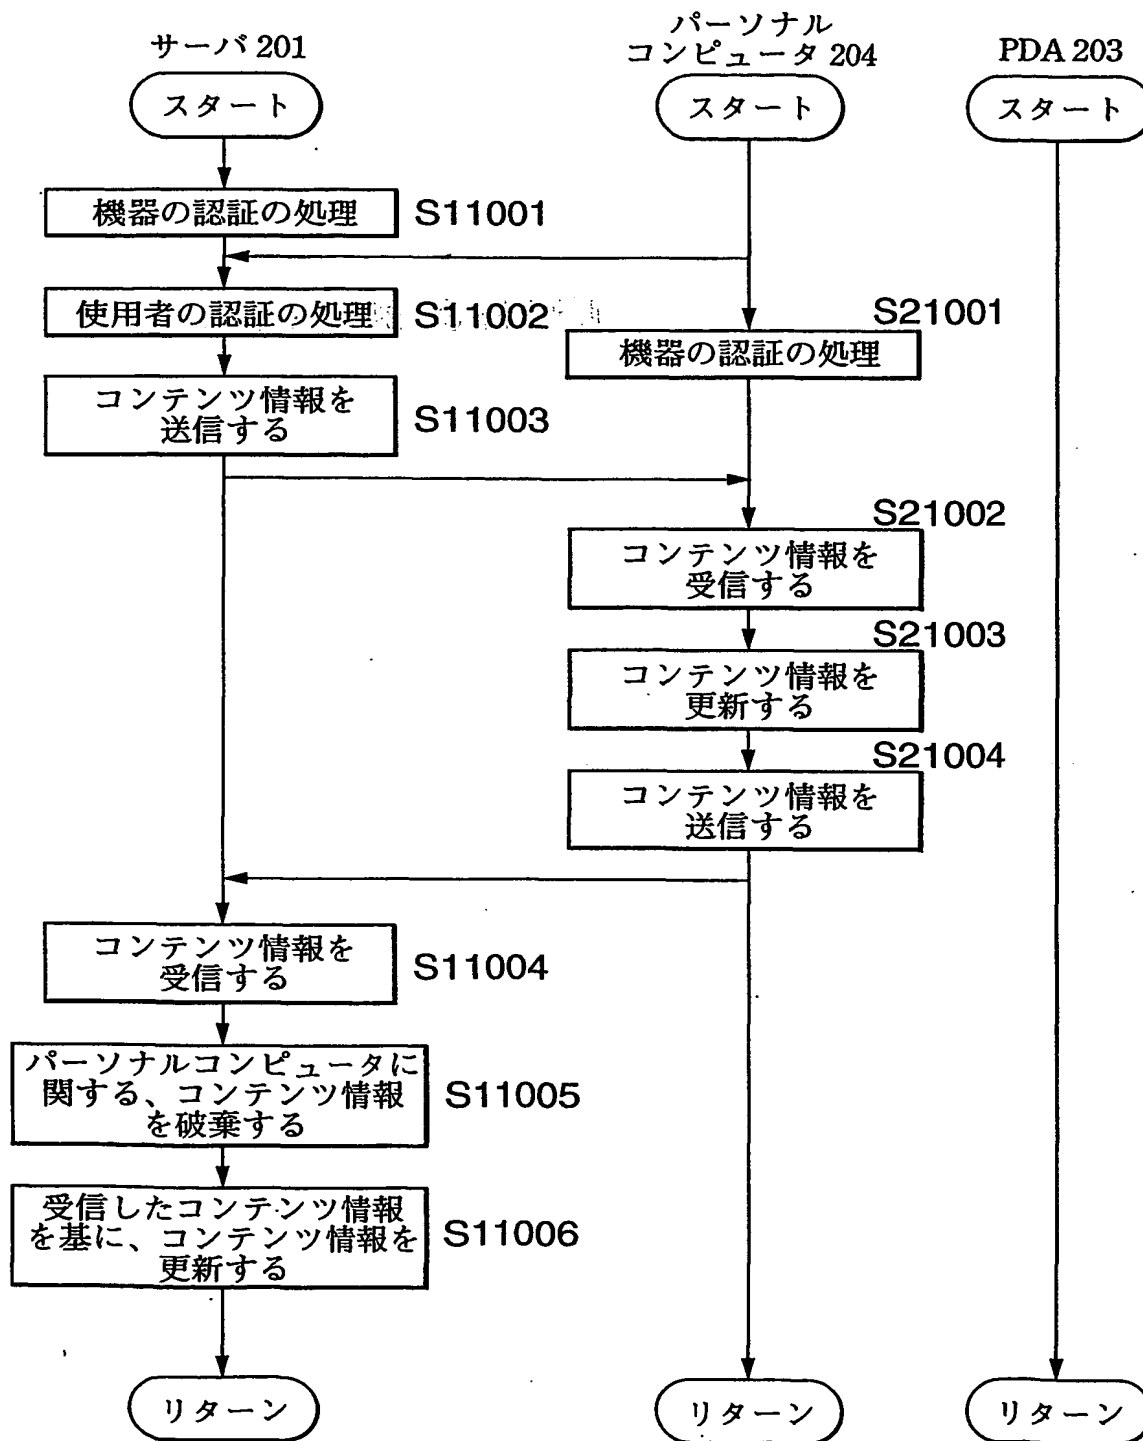 サーバ 201
パーソナル
コンピュータ 204
PDA 203
スタート
スタート
スタート
機器の認証の処理
S11001
使用者の認証の処理
S11002
S21001
機器の認証の処理
コンテンツ情報を
送信する
S11003
S21002
コンテンツ情報を
受信する
S21003
コンテンツ情報を
更新する
S21004
コンテンツ情報を
送信する
コンテンツ情報を
受信する
S11004
パーソナルコンピュータに
関する、コンテンツ情報
を破棄する
S11005
受信したコンテンツ情報
を基に、コンテンツ情報を
更新する
S11006
リターン
リターン
リターン